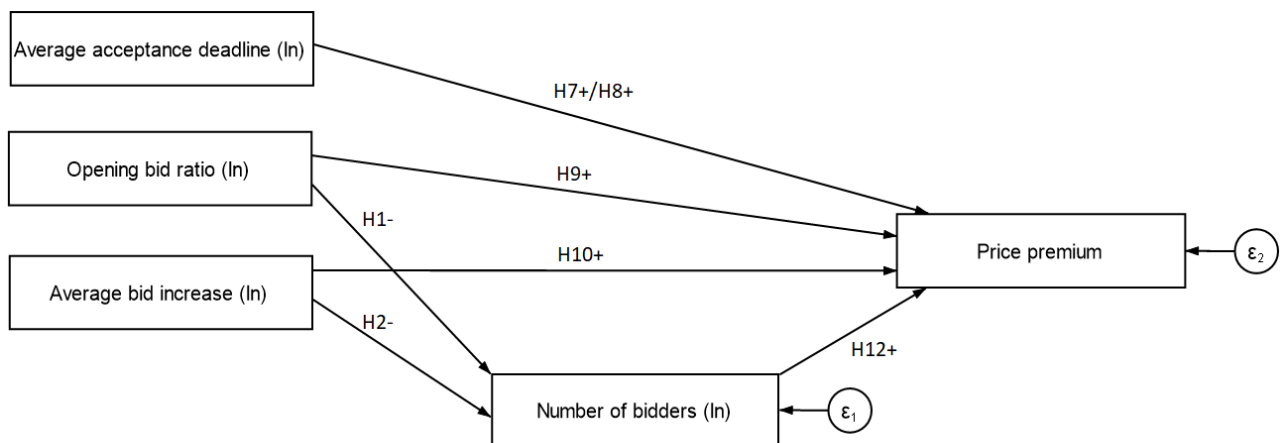 Average acceptance deadline (ln)
H7+/H8+
Opening bid ratio (ln)
H9+
H1-
Price premium
ε₂
H10+
Average bid increase (ln)
H2-
H12+
Number of bidders (ln)
ε₁